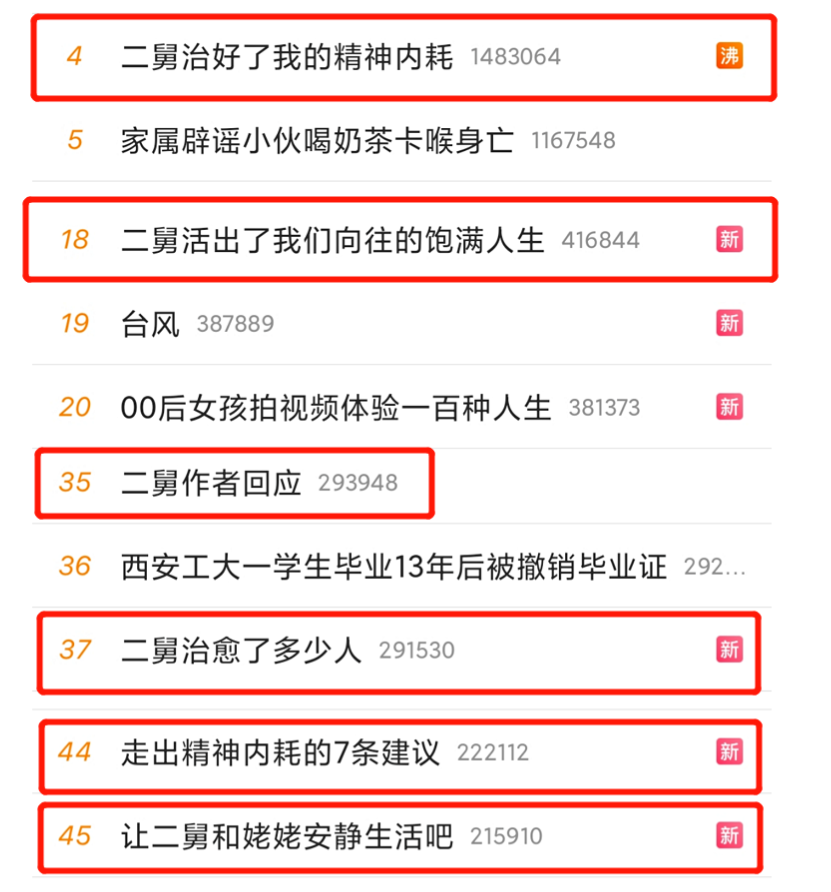 4 二舅治好了我的精神内耗 1483064 沸
5 家属辟谣小伙喝奶茶卡喉身亡 1167548
18 二舅活出了我们向往的饱满人生 416844 新
19 台风 387889 新
20 00后女孩拍视频体验一百种人生 381373 新
35 二舅作者回应 293948
36 西安工大一学生毕业13年后被撤销毕业证 292...
37 二舅治愈了多少人 291530 新
44 走出精神内耗的7条建议 222112 新
45 让二舅和姥姥安静生活吧 215910 新